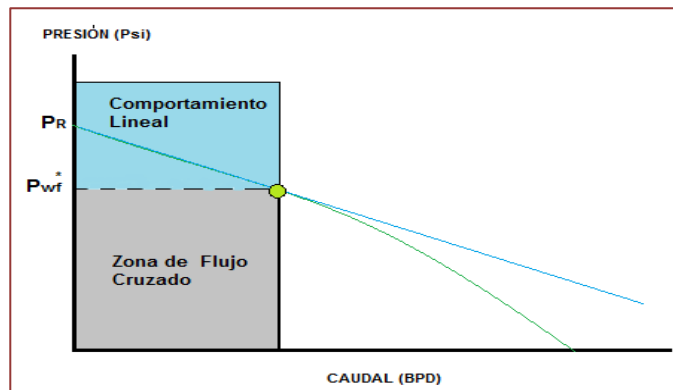 PRESIÓN (Psi)
Comportamiento
Lineal
PR
Pwf*
Zona de Flujo
Cruzado
CAUDAL (BPD)